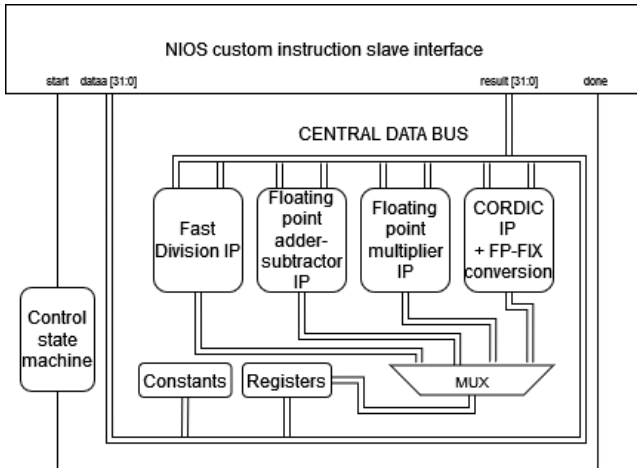 NIOS custom instruction slave interface
start dataa [31:0] result [31:0] done
CENTRAL DATA BUS
Fast
Division IP
Floating
point
adder-
subtractor
IP
Floating
point
multiplier
IP
CORDIC
IP
+ FP-FIX
conversion
Control
state
machine
Constants
Registers
MUX